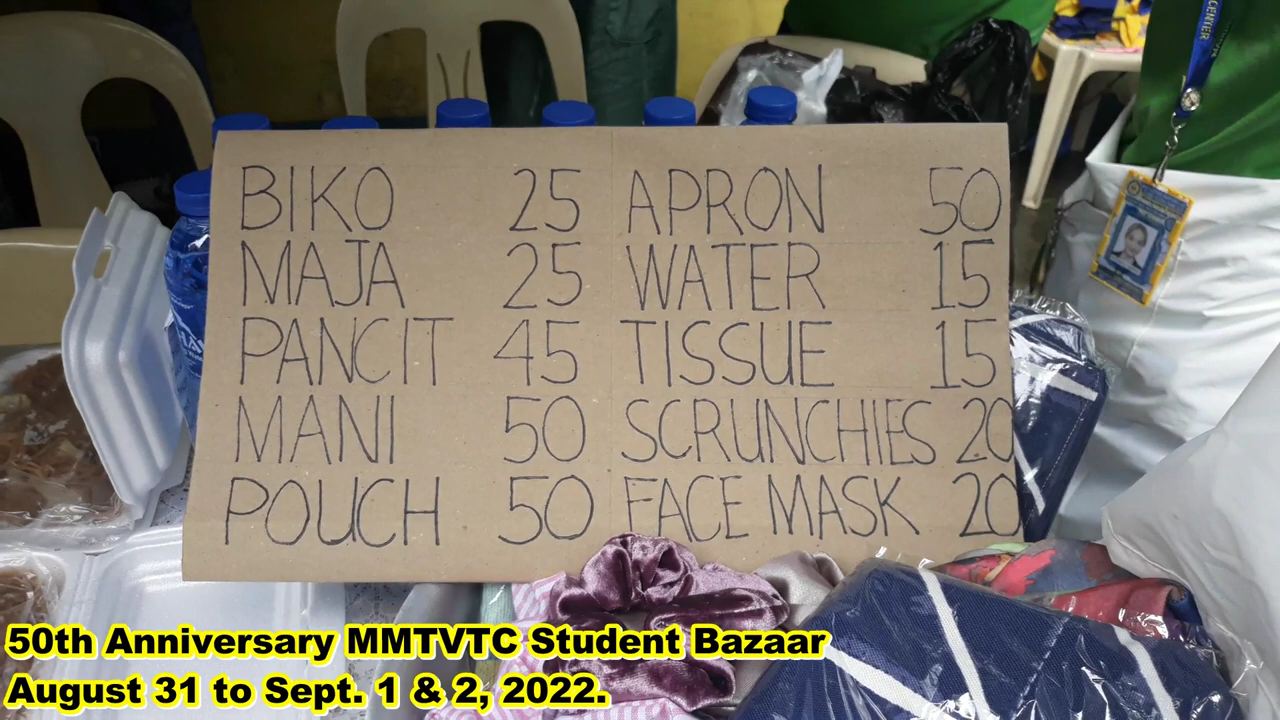 BIKO 25 APRON 50
MAJA 25 WATER 15
PANCIT 45 TISSUE 15
MANI 50 SCRUNCHIES 20
POUCH 50 FACE MASK 20
CENTER
50th Anniversary MMTVTC Student Bazaar
August 31 to Sept. 1 & 2, 2022.